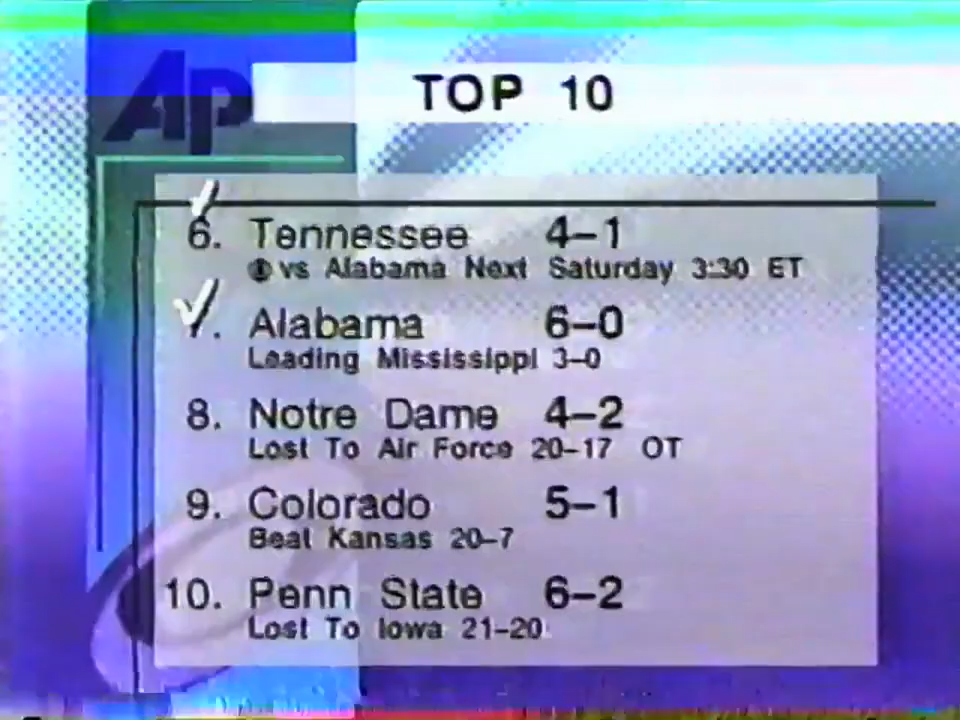 AP
TOP 10
6. Tennessee 4-1
@ vs Alabama Next Saturday 3:30 ET
7. Alabama 6-0
Leading Mississippi 3-0
8. Notre Dame 4-2
Lost To Air Force 20-17 OT
9. Colorado 5-1
Beat Kansas 20-7
10. Penn State 6-2
Lost To Iowa 21-20